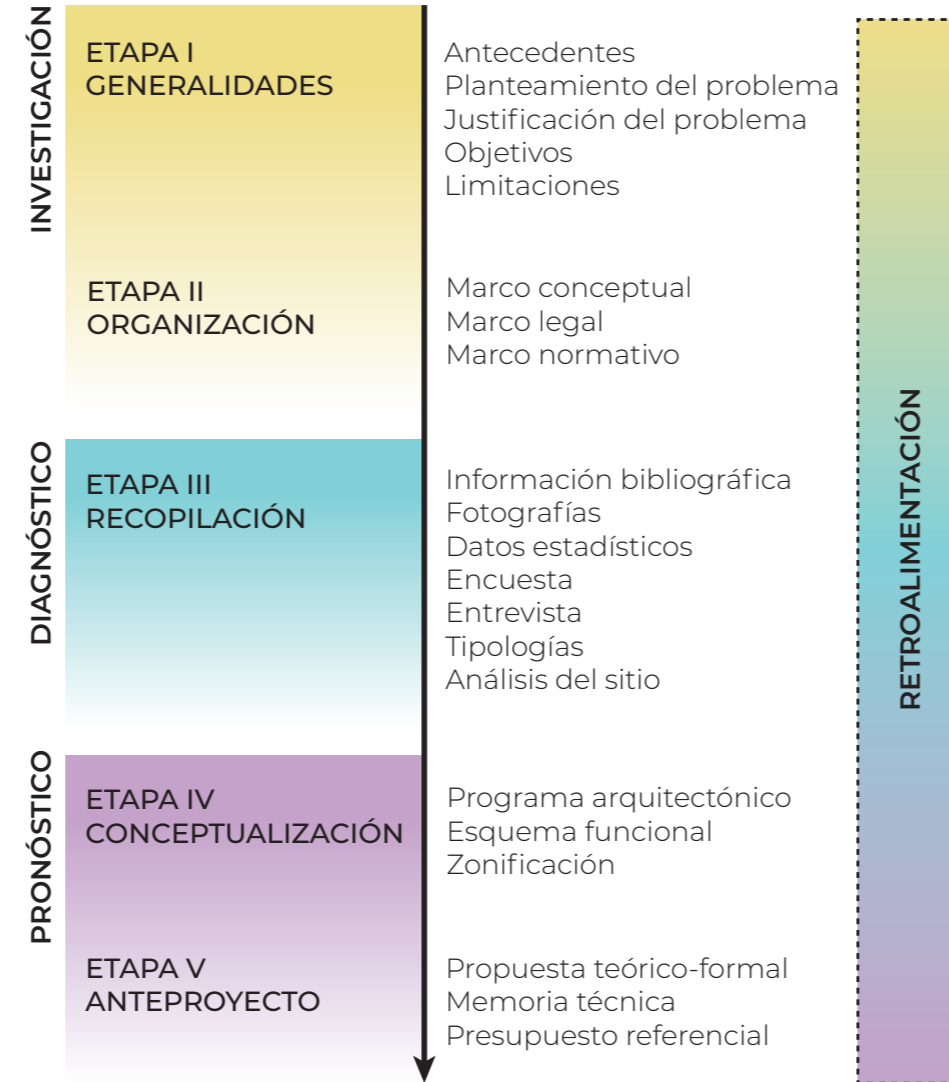 INVESTIGACIÓN
ETAPA I
GENERALIDADES
Antecedentes
Planteamiento del problema
Justificación del problema
Objetivos
Limitaciones
ETAPA II
ORGANIZACIÓN
Marco conceptual
Marco legal
Marco normativo
DIAGNÓSTICO
ETAPA III
RECOPILACIÓN
Información bibliográfica
Fotografías
Datos estadísticos
Encuesta
Entrevista
Tipologías
Análisis del sitio
PRONÓSTICO
ETAPA IV
CONCEPTUALIZACIÓN
Programa arquitectónico
Esquema funcional
Zonificación
ETAPA V
ANTEPROYECTO
Propuesta teórico-formal
Memoria técnica
Presupuesto referencial
RETROALIMENTACIÓN